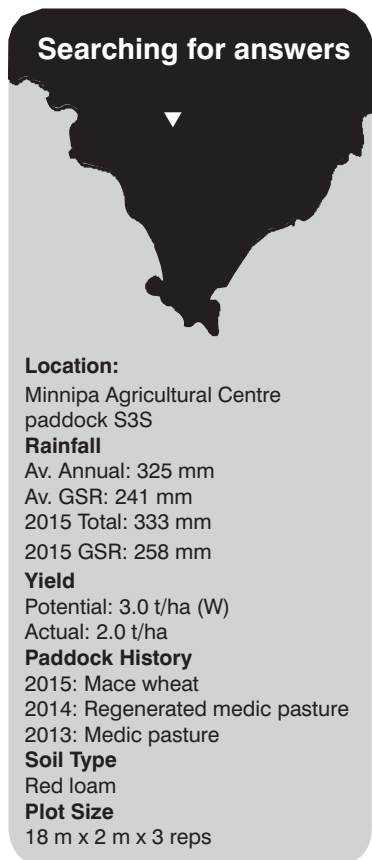 Searching for answers
Location:
Minnipa Agricultural Centre
paddock S3S
Rainfall
Av. Annual: 325 mm
Av. GSR: 241 mm
2015 Total: 333 mm
2015 GSR: 258 mm
Yield
Potential: 3.0 t/ha (W)
Actual: 2.0 t/ha
Paddock History
2015: Mace wheat
2014: Regenerated medic pasture
2013: Medic pasture
Soil Type
Red loam
Plot Size
18 m x 2 m x 3 reps